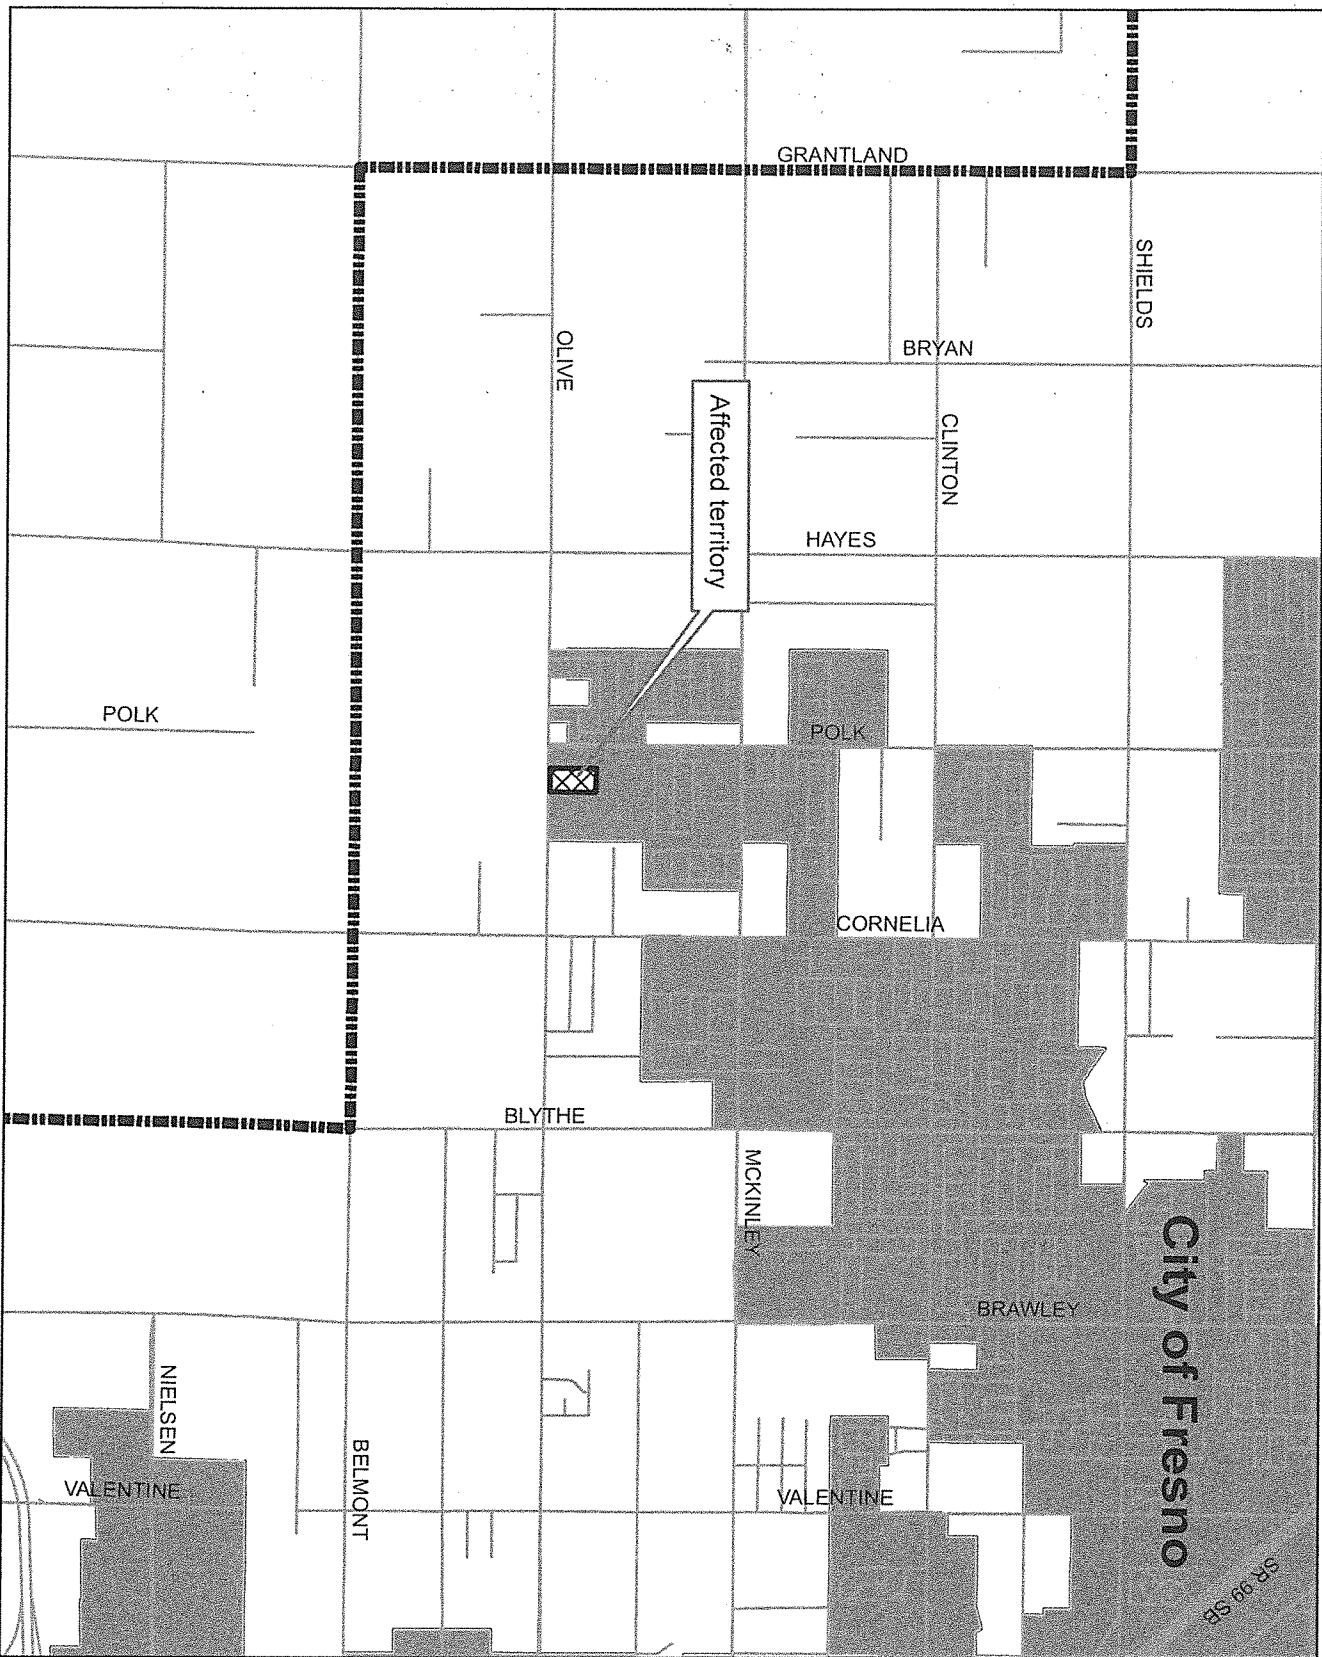 GRANTLAND
SHIELDS
OLIVE
BRYAN
Affected territory
CLINTON
HAYES
POLK
POLK
CORNELIA
BLYTHE
MCKINLEY
City of Fresno
BRAWLEY
NIELSEN
VALENTINE
BELMONT
VALENTINE
SR 99 SB